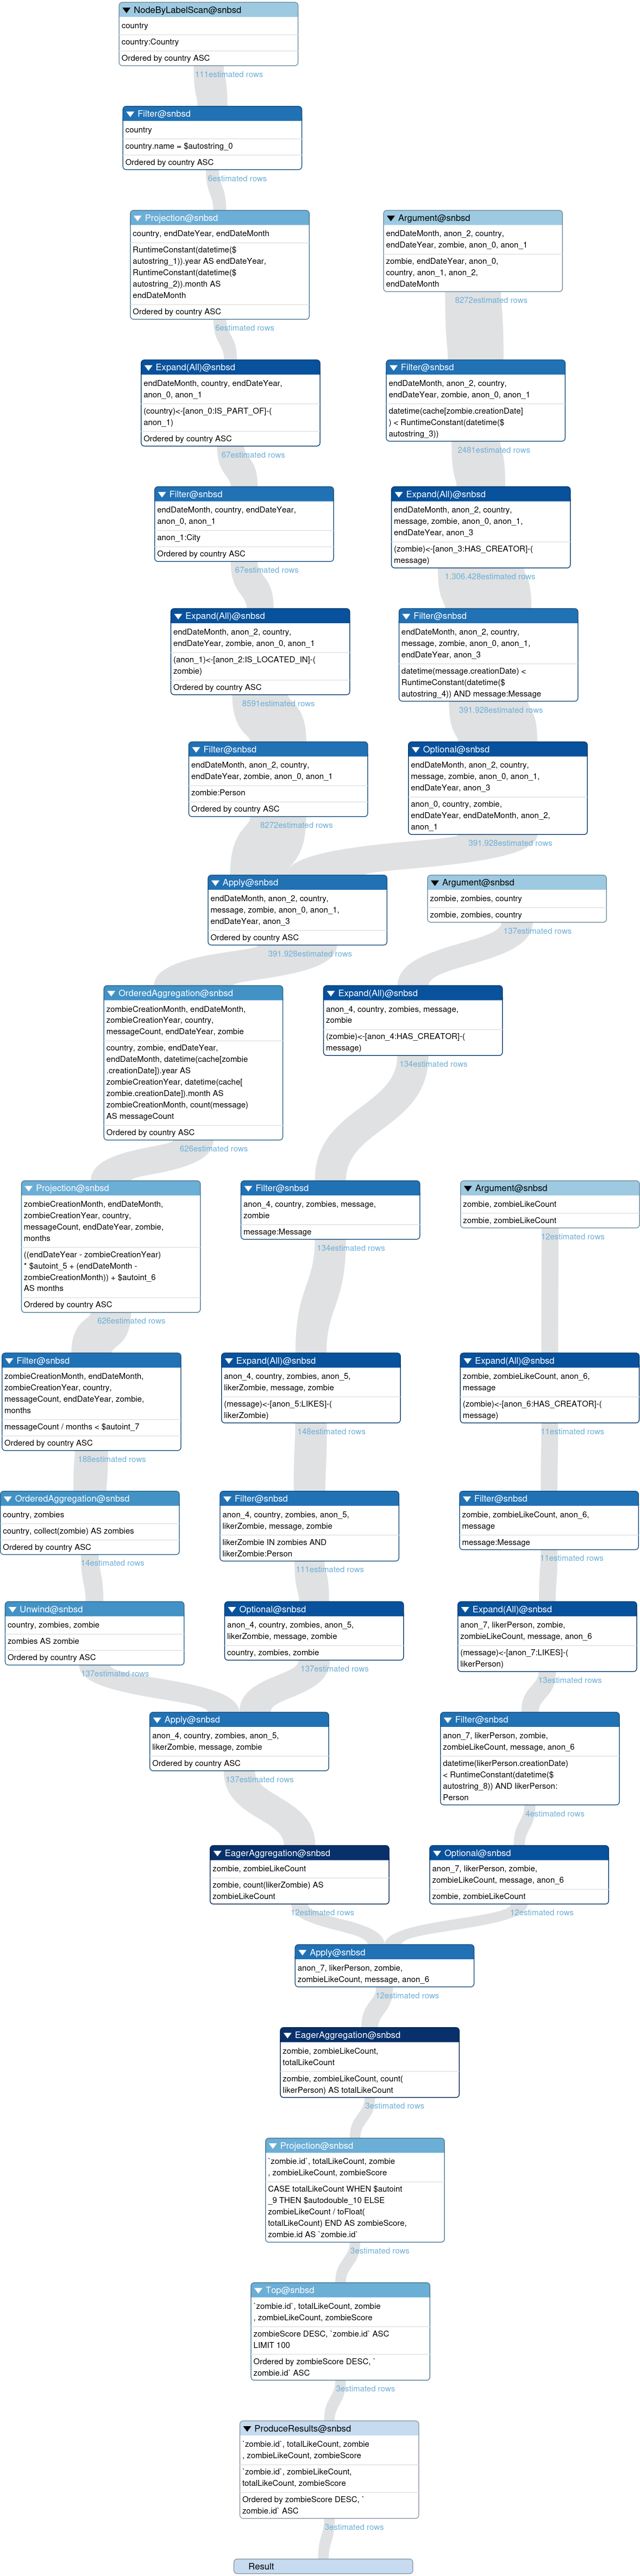 NodeByLabelScan@snbsd
country
country:Country
Ordered by country ASC
111estimated rows
Filter@snbsd
country
country.name = $autostring_0
Ordered by country ASC
6estimated rows
Projection@snbsd
country, endDateYear, endDateMonth
RuntimeConstant(datetime($
autostring_1)).year AS endDateYear,
RuntimeConstant(datetime($
autostring_2)).month AS
endDateMonth
Ordered by country ASC
6estimated rows
Argument@snbsd
endDateMonth, anon_2, country,
endDateYear, zombie, anon_0, anon_1
zombie, endDateYear, anon_0,
country, anon_1, anon_2,
endDateMonth
8272estimated rows
Expand(All)@snbsd
endDateMonth, country, endDateYear,
anon_0, anon_1
(country)<-[anon_0:IS_PART_OF]-(
anon_1)
Ordered by country ASC
67estimated rows
Filter@snbsd
endDateMonth, anon_2, country,
endDateYear, zombie, anon_0, anon_1
datetime(cache[zombie.creationDate]
) < RuntimeConstant(datetime($
autostring_3))
2481estimated rows
Filter@snbsd
endDateMonth, country, endDateYear,
anon_0, anon_1
anon_1:City
Ordered by country ASC
67estimated rows
Expand(All)@snbsd
endDateMonth, anon_2, country,
message, zombie, anon_0, anon_1,
endDateYear, anon_3
(zombie)<-[anon_3:HAS_CREATOR]-(
message)
1.306.428estimated rows
Expand(All)@snbsd
endDateMonth, anon_2, country,
endDateYear, zombie, anon_0, anon_1
(anon_1)<-[anon_2:IS_LOCATED_IN]-(
zombie)
Ordered by country ASC
8591estimated rows
Filter@snbsd
endDateMonth, anon_2, country,
message, zombie, anon_0, anon_1,
endDateYear, anon_3
datetime(message.creationDate) <
RuntimeConstant(datetime($
autostring_4)) AND message:Message
391.928estimated rows
Filter@snbsd
endDateMonth, anon_2, country,
endDateYear, zombie, anon_0, anon_1
zombie:Person
Ordered by country ASC
8272estimated rows
Optional@snbsd
endDateMonth, anon_2, country,
message, zombie, anon_0, anon_1,
endDateYear, anon_3
anon_0, country, zombie,
endDateYear, endDateMonth, anon_2,
anon_1
391.928estimated rows
Apply@snbsd
endDateMonth, anon_2, country,
message, zombie, anon_0, anon_1,
endDateYear, anon_3
Ordered by country ASC
391.928estimated rows
Argument@snbsd
zombie, zombies, country
zombie, zombies, country
137estimated rows
OrderedAggregation@snbsd
zombieCreationMonth, endDateMonth,
zombieCreationYear, country,
messageCount, endDateYear, zombie
country, zombie, endDateYear,
endDateMonth, datetime(cache[zombie
.creationDate]).year AS
zombieCreationYear, datetime(cache[
zombie.creationDate]).month AS
zombieCreationMonth, count(message)
AS messageCount
Ordered by country ASC
626estimated rows
Expand(All)@snbsd
anon_4, country, zombies, message,
zombie
(zombie)<-[anon_4:HAS_CREATOR]-(
message)
134estimated rows
Projection@snbsd
zombieCreationMonth, endDateMonth,
zombieCreationYear, country,
messageCount, endDateYear, zombie,
months
((endDateYear - zombieCreationYear)
* $autoint_5 + (endDateMonth -
zombieCreationMonth)) + $autoint_6
AS months
Ordered by country ASC
626estimated rows
Filter@snbsd
anon_4, country, zombies, message,
zombie
message:Message
134estimated rows
Argument@snbsd
zombie, zombieLikeCount
zombie, zombieLikeCount
12estimated rows
Filter@snbsd
zombieCreationMonth, endDateMonth,
zombieCreationYear, country,
messageCount, endDateYear, zombie,
months
messageCount / months < $autoint_7
Ordered by country ASC
188estimated rows
Expand(All)@snbsd
anon_4, country, zombies, anon_5,
likerZombie, message, zombie
(message)<-[anon_5:LIKES]-(
likerZombie)
148estimated rows
Expand(All)@snbsd
zombie, zombieLikeCount, anon_6,
message
(zombie)<-[anon_6:HAS_CREATOR]-(
message)
11estimated rows
OrderedAggregation@snbsd
country, zombies
country, collect(zombie) AS zombies
Ordered by country ASC
14estimated rows
Filter@snbsd
anon_4, country, zombies, anon_5,
likerZombie, message, zombie
likerZombie IN zombies AND
likerZombie:Person
111estimated rows
Filter@snbsd
zombie, zombieLikeCount, anon_6,
message
message:Message
11estimated rows
Unwind@snbsd
country, zombies, zombie
zombies AS zombie
Ordered by country ASC
137estimated rows
Optional@snbsd
anon_4, country, zombies, anon_5,
likerZombie, message, zombie
country, zombies, zombie
137estimated rows
Expand(All)@snbsd
anon_7, likerPerson, zombie,
zombieLikeCount, message, anon_6
(message)<-[anon_7:LIKES]-(
likerPerson)
13estimated rows
Apply@snbsd
anon_4, country, zombies, anon_5,
likerZombie, message, zombie
Ordered by country ASC
137estimated rows
Filter@snbsd
anon_7, likerPerson, zombie,
zombieLikeCount, message, anon_6
datetime(likerPerson.creationDate)
< RuntimeConstant(datetime($
autostring_8)) AND likerPerson:
Person
4estimated rows
EagerAggregation@snbsd
zombie, zombieLikeCount
zombie, count(likerZombie) AS
zombieLikeCount
12estimated rows
Optional@snbsd
anon_7, likerPerson, zombie,
zombieLikeCount, message, anon_6
zombie, zombieLikeCount
12estimated rows
Apply@snbsd
anon_7, likerPerson, zombie,
zombieLikeCount, message, anon_6
12estimated rows
EagerAggregation@snbsd
zombie, zombieLikeCount,
totalLikeCount
zombie, zombieLikeCount, count(
likerPerson) AS totalLikeCount
3estimated rows
Projection@snbsd
`zombie.id`, totalLikeCount, zombie
, zombieLikeCount, zombieScore
CASE totalLikeCount WHEN $autoint
_9 THEN $autodouble_10 ELSE
zombieLikeCount / toFloat(
totalLikeCount) END AS zombieScore,
zombie.id AS `zombie.id`
3estimated rows
Top@snbsd
`zombie.id`, totalLikeCount, zombie
, zombieLikeCount, zombieScore
zombieScore DESC, `zombie.id` ASC
LIMIT 100
Ordered by zombieScore DESC, `
zombie.id` ASC
3estimated rows
ProduceResults@snbsd
`zombie.id`, totalLikeCount, zombie
, zombieLikeCount, zombieScore
`zombie.id`, zombieLikeCount,
totalLikeCount, zombieScore
Ordered by zombieScore DESC, `
zombie.id` ASC
3estimated rows
Result